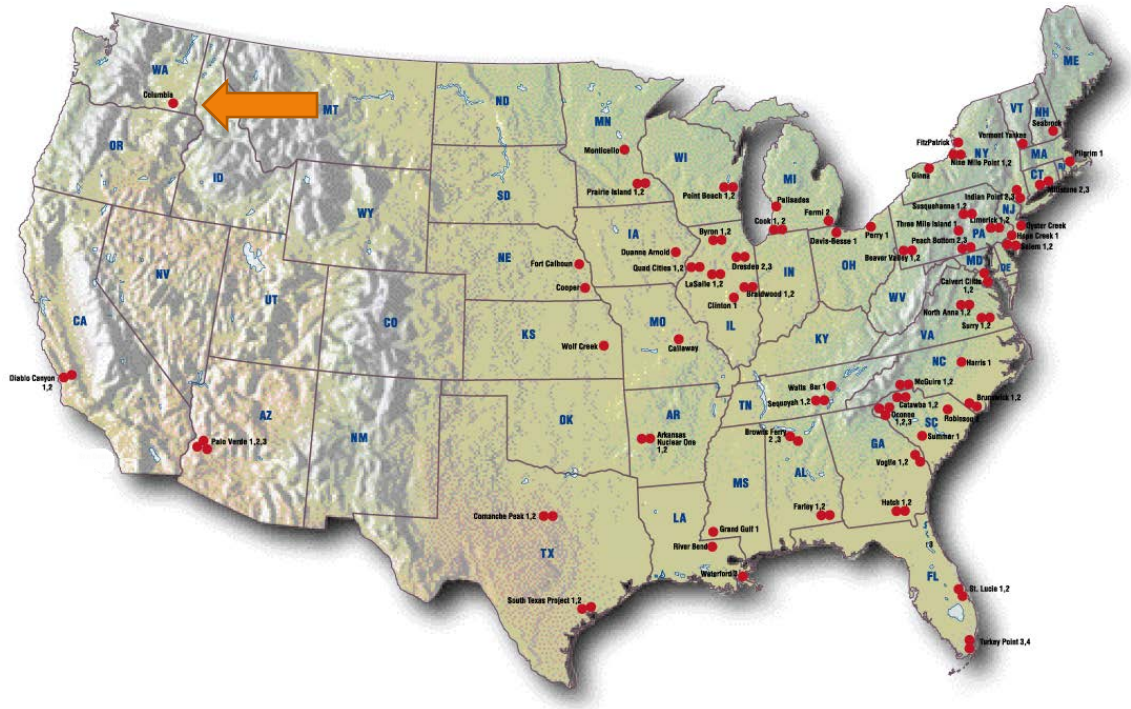 WA
Columbia
MT
ND
MN
OR
ID
Monticello
WI
MI
ME
VT
NH
Seabrook
FitzPatrick
Vermont Yankee
NY
Nine Mile Point 1,2
MA
Pilgrim 1
Ginna
CT
Millstone 2,3
Indian Point 2,3
WY
SD
Prairie Island 1,2
Point Beach 1,2
Palisades
Fermi 2
Cook 1, 2
Davis-Besse 1
Perry 1
Susquehanna 1,2
NJ
Limerick 1,2
Three Mile Island 1
PA
Oyster Creek
Hope Creek 1
Peach Bottom 2,3
Salem 1,2
Beaver Valley 1,2
MD
DE
Calvert Cliffs
1,2
IA
Duanne Arnold
Byron 1,2
NE
Fort Calhoun
Quad Cities 1,2
Dresden 2,3
LaSalle 1,2
Cooper
Braidwood 1,2
Clinton 1
IN
OH
WV
NV
UT
CO
CA
KS
Wolf Creek
MO
Callaway
IL
KY
North Anna 1,2
Surry 1,2
VA
NC
Harris 1
Diablo Canyon
1,2
Watts Bar 1
McGuire 1,2
Sequoyah 1,2
TN
Catawba 1,2
Brunswick 1,2
Oconee
1,2,3
Robinson
SC
Summer 1
AZ
Palo Verde 1,2,3
NM
OK
AR
Arkansas
Nuclear One
1,2
Browns Ferry
2 ,3
GA
Vogtle 1,2
MS
AL
Farley 1,2
Hatch 1,2
Comanche Peak 1,2
TX
LA
Grand Gulf 1
River Bend
Waterford 3
South Texas Project 1,2
FL
St. Lucie 1,2
Turkey Point 3,4